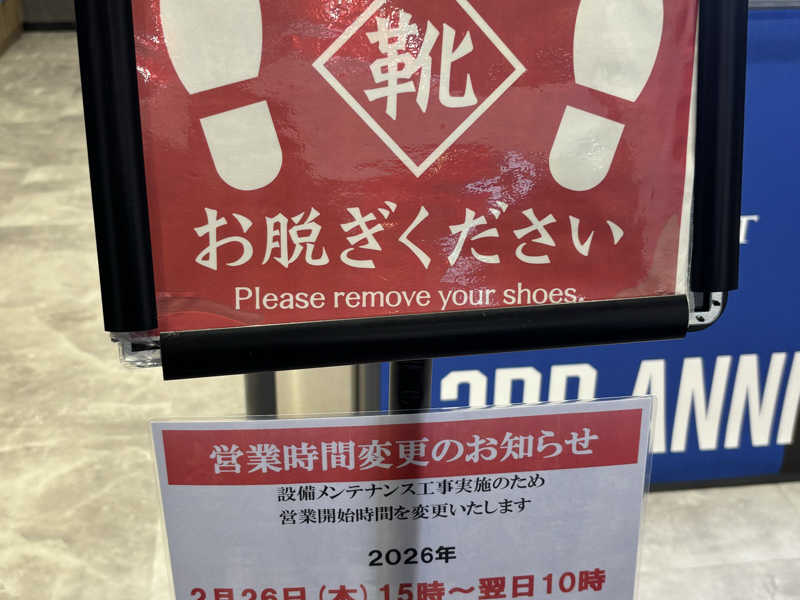 靴
お脱ぎください
Please remove your shoes.
営業時間変更のお知らせ
設備メンテナンス工事実施のため
営業開始時間を変更いたします
2026年
2月26日(木)15時~翌日10時
3RD ANNI
T